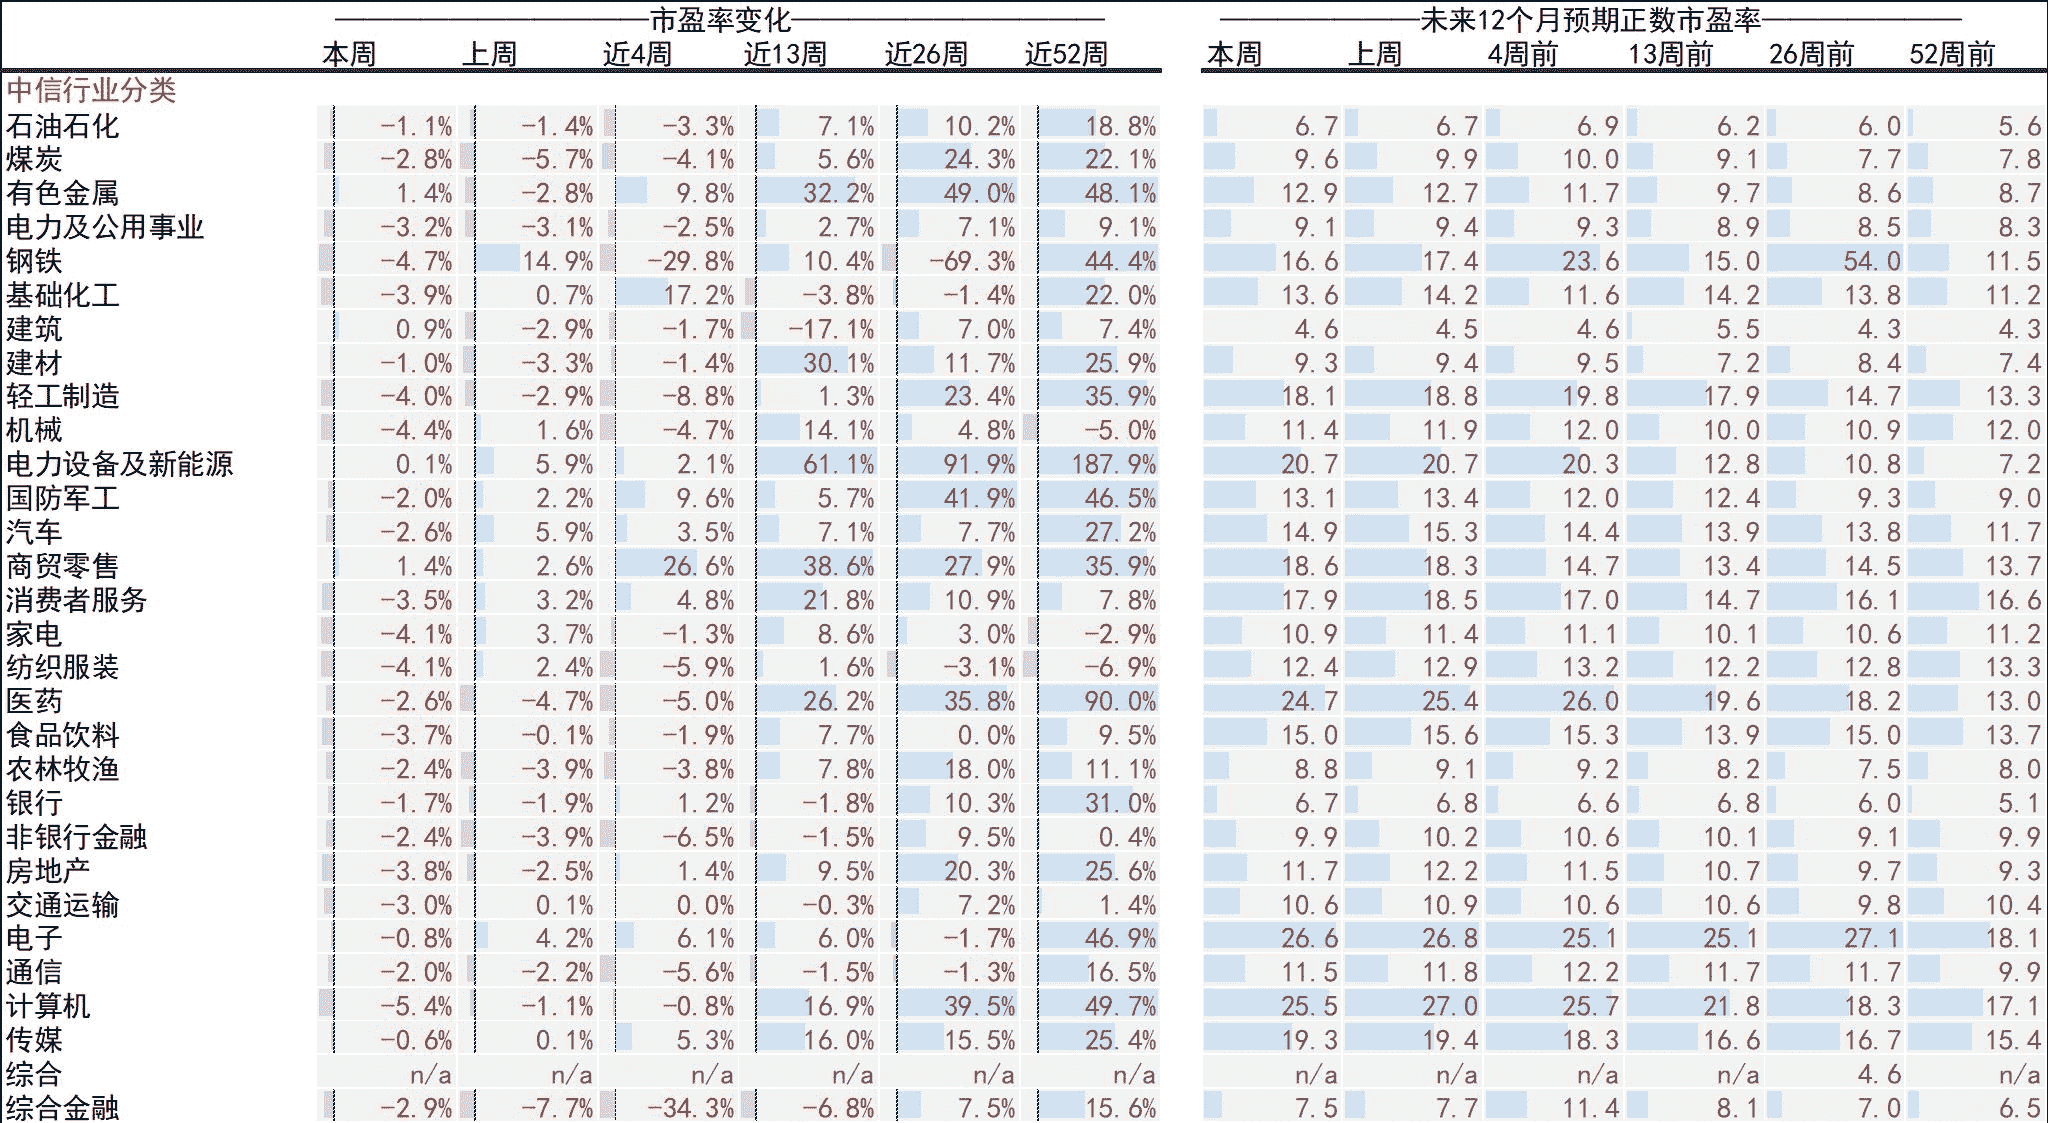 市盈率变化 未来12个月预期正数市盈率
本周 上周 近4周 近13周 近26周 近52周 本周 上周 4周前 13周前 26周前 52周前
中信行业分类
石油石化 -1.1% -1.4% -3.3% 7.1% 10.2% 18.8% 6.7 6.7 6.9 6.2 6.0 5.6
煤炭 -2.8% -5.7% -4.1% 5.6% 24.3% 22.1% 9.6 9.9 10.0 9.1 7.7 7.8
有色金属 1.4% -2.8% 9.8% 32.2% 49.0% 48.1% 12.9 12.7 11.7 9.7 8.6 8.7
电力及公用事业 -3.2% -3.1% -2.5% 2.7% 7.1% 9.1% 9.1 9.4 9.3 8.9 8.5 8.3
钢铁 -4.7% 14.9% -29.8% 10.4% -69.3% 44.4% 16.6 17.4 23.6 15.0 54.0 11.5
基础化工 -3.9% 0.7% 17.2% -3.8% -1.4% 22.0% 13.6 14.2 11.6 14.2 13.8 11.2
建筑 0.9% -2.9% -1.7% -17.1% 7.0% 7.4% 4.6 4.5 4.6 5.5 4.3 4.3
建材 -1.0% -3.3% -1.4% 30.1% 11.7% 25.9% 9.3 9.4 9.5 7.2 8.4 7.4
轻工制造 -4.0% -2.9% -8.8% 1.3% 23.4% 35.9% 18.1 18.8 19.8 17.9 14.7 13.3
机械 -4.4% 1.6% -4.7% 14.1% 4.8% -5.0% 11.4 11.9 12.0 10.0 10.9 12.0
电力设备及新能源 0.1% 5.9% 2.1% 61.1% 91.9% 187.9% 20.7 20.7 20.3 12.8 10.8 7.2
国防军工 -2.0% 2.2% 9.6% 5.7% 41.9% 46.5% 13.1 13.4 12.0 12.4 9.3 9.0
汽车 -2.6% 5.9% 3.5% 7.1% 7.7% 27.2% 14.9 15.3 14.4 13.9 13.8 11.7
商贸零售 1.4% 2.6% 26.6% 38.6% 27.9% 35.9% 18.6 18.3 14.7 13.4 14.5 13.7
消费者服务 -3.5% 3.2% 4.8% 21.8% 10.9% 7.8% 17.9 18.5 17.0 14.7 16.1 16.6
家电 -4.1% 3.7% -1.3% 8.6% 3.0% -2.9% 10.9 11.4 11.1 10.1 10.6 11.2
纺织服装 -4.1% 2.4% -5.9% 1.6% -3.1% -6.9% 12.4 12.9 13.2 12.2 12.8 13.3
医药 -2.6% -4.7% -5.0% 26.2% 35.8% 90.0% 24.7 25.4 26.0 19.6 18.2 13.0
食品饮料 -3.7% -0.1% -1.9% 7.7% 0.0% 9.5% 15.0 15.6 15.3 13.9 15.0 13.7
农林牧渔 -2.4% -3.9% -3.8% 7.8% 18.0% 11.1% 8.8 9.1 9.2 8.2 7.5 8.0
银行 -1.7% -1.9% 1.2% -1.8% 10.3% 31.0% 6.7 6.8 6.6 6.8 6.0 5.1
非银行金融 -2.4% -3.9% -6.5% -1.5% 9.5% 0.4% 9.9 10.2 10.6 10.1 9.1 9.9
房地产 -3.8% -2.5% 1.4% 9.5% 20.3% 25.6% 11.7 12.2 11.5 10.7 9.7 9.3
交通运输 -3.0% 0.1% 0.0% -0.3% 7.2% 1.4% 10.6 10.9 10.6 10.6 9.8 10.4
电子 -0.8% 4.2% 6.1% 6.0% -1.7% 46.9% 26.6 26.8 25.1 25.1 27.1 18.1
通信 -2.0% -2.2% -5.6% -1.5% -1.3% 16.5% 11.5 11.8 12.2 11.7 11.7 9.9
计算机 -5.4% -1.1% -0.8% 16.9% 39.5% 49.7% 25.5 27.0 25.7 21.8 18.3 17.1
传媒 -0.6% 0.1% 5.3% 16.0% 15.5% 25.4% 19.3 19.4 18.3 16.6 16.7 15.4
综合 n/a n/a n/a n/a n/a n/a n/a n/a n/a n/a 4.6 n/a
综合金融 -2.9% -7.7% -34.3% -6.8% 7.5% 15.6% 7.5 7.7 11.4 8.1 7.0 6.5